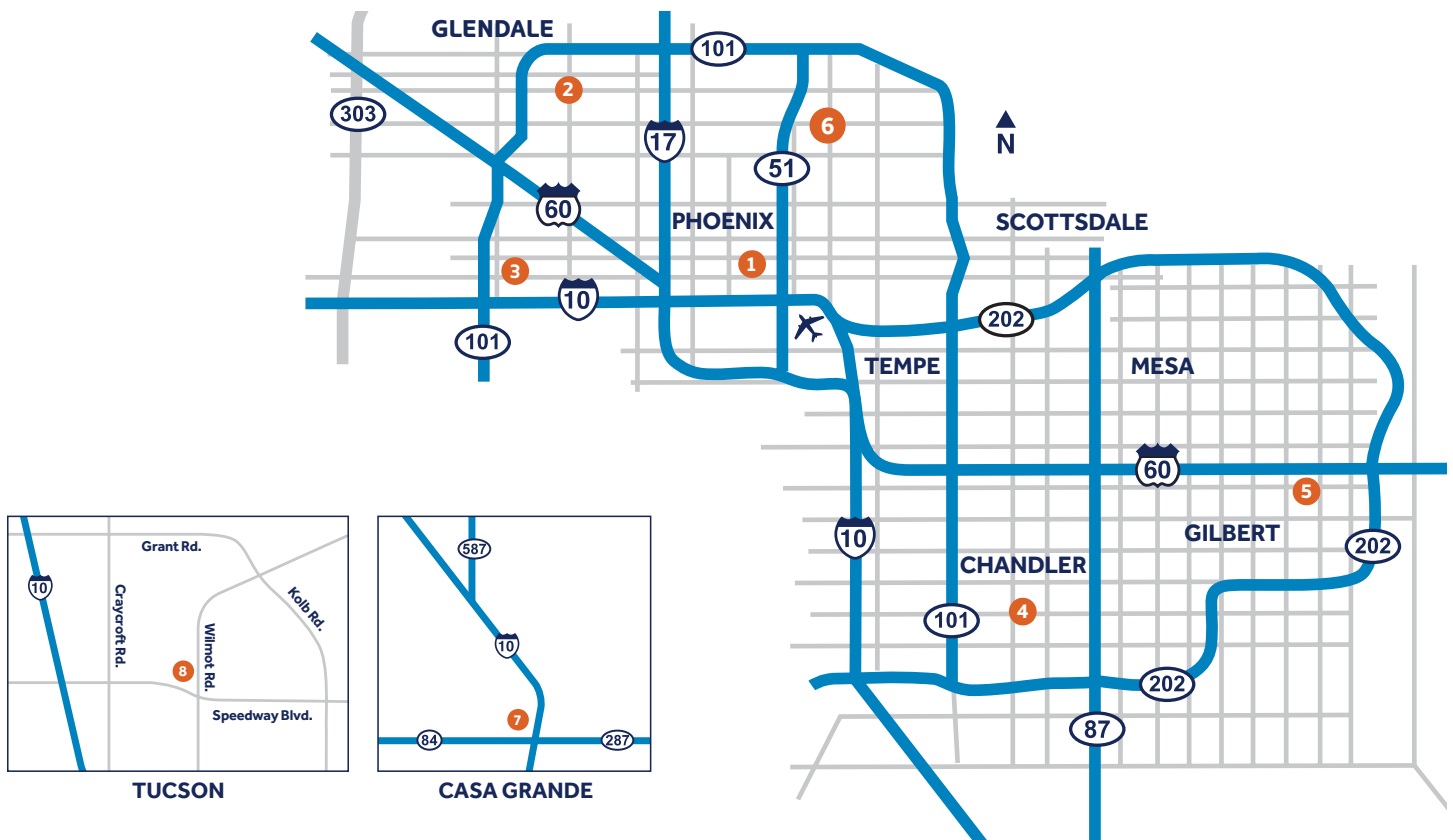 GLENDALE
101
2
303
6
N
17
51
60
PHOENIX
SCOTTSDALE
1
3
10
202
101
TEMPE
MESA
60
5
10
GILBERT
202
CHANDLER
4
101
202
87
Grant Rd.
10
Craycroft Rd.
Kolb Rd.
Wilmot Rd.
8
Speedway Blvd.
TUCSON
587
10
7
84
287
CASA GRANDE